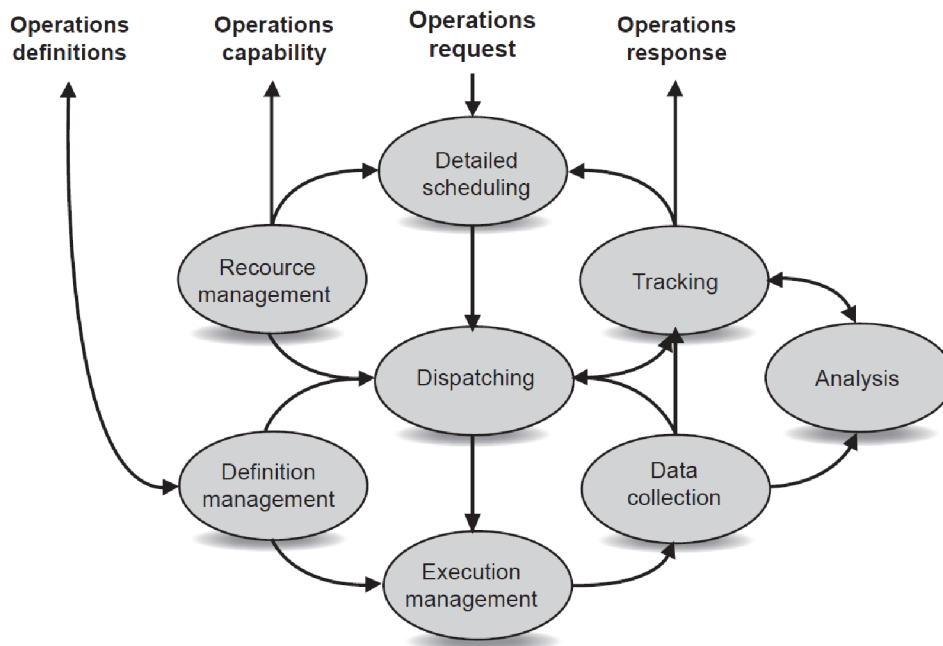 Operations
definitions
Operations
capability
Operations
request
Operations
response
Detailed
scheduling
Recource
management
Tracking
Dispatching
Analysis
Definition
management
Data
collection
Execution
management